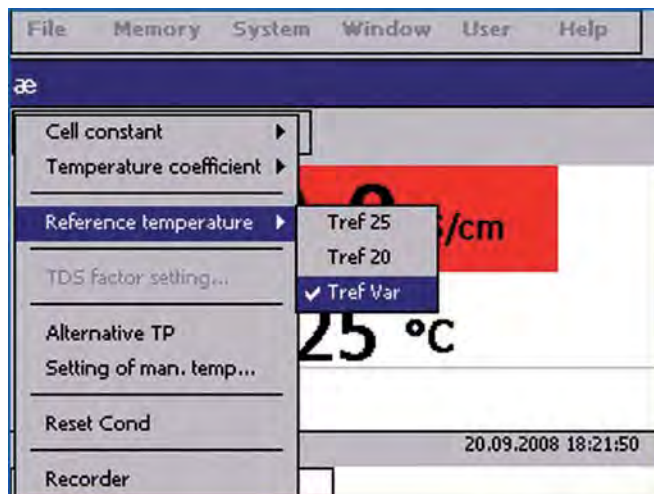 File Memory System Window User Help
æ
Cell constant
Temperature coefficient
Reference temperature
Tref 25
/cm
Tref 20
TDS factor setting...
✓ Tref Var
Alternative TP
25 °C
Setting of man. temp...
Reset Cond
20.09.2008 18:21:50
Recorder